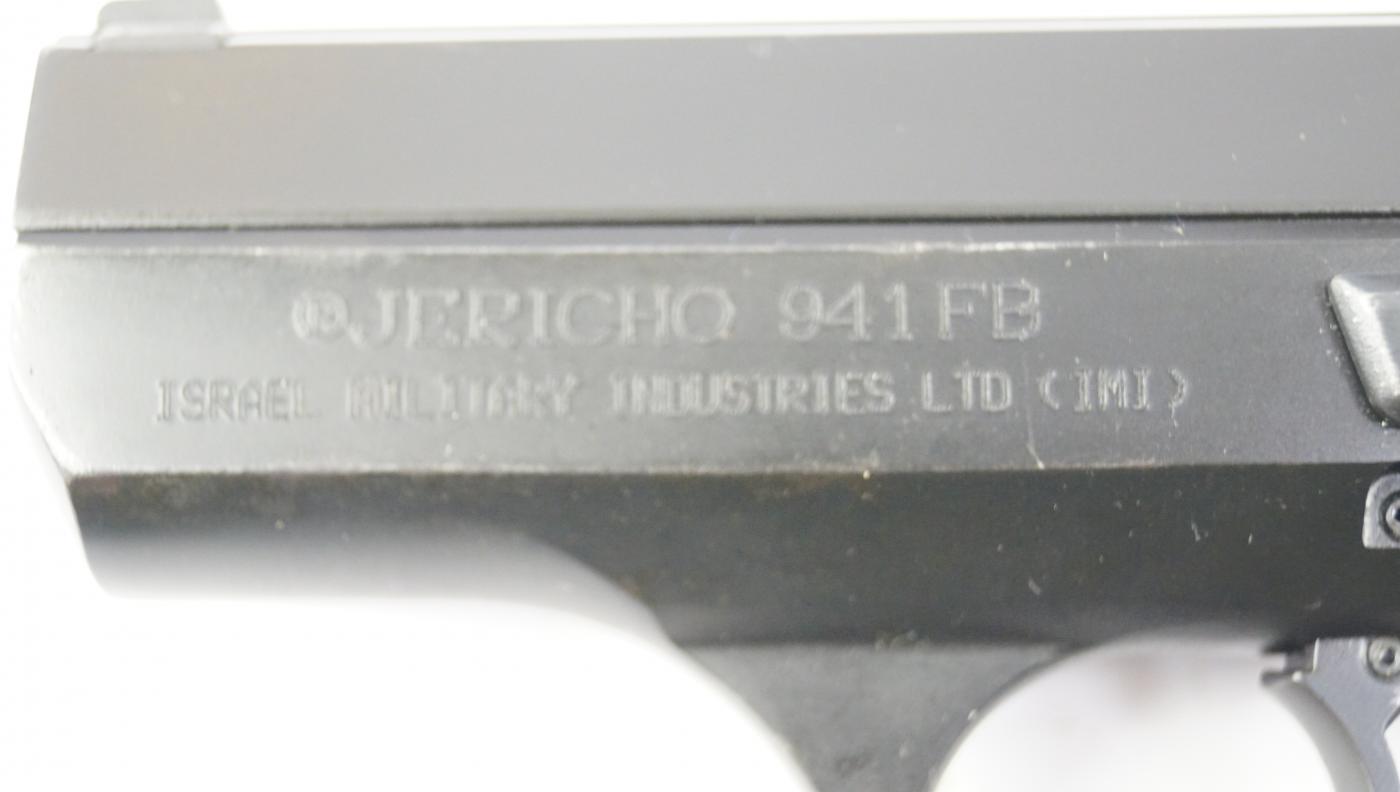 ®JERICHO 941FB
ISRAEL MILITARY INDUSTRIES LTD (IMI)